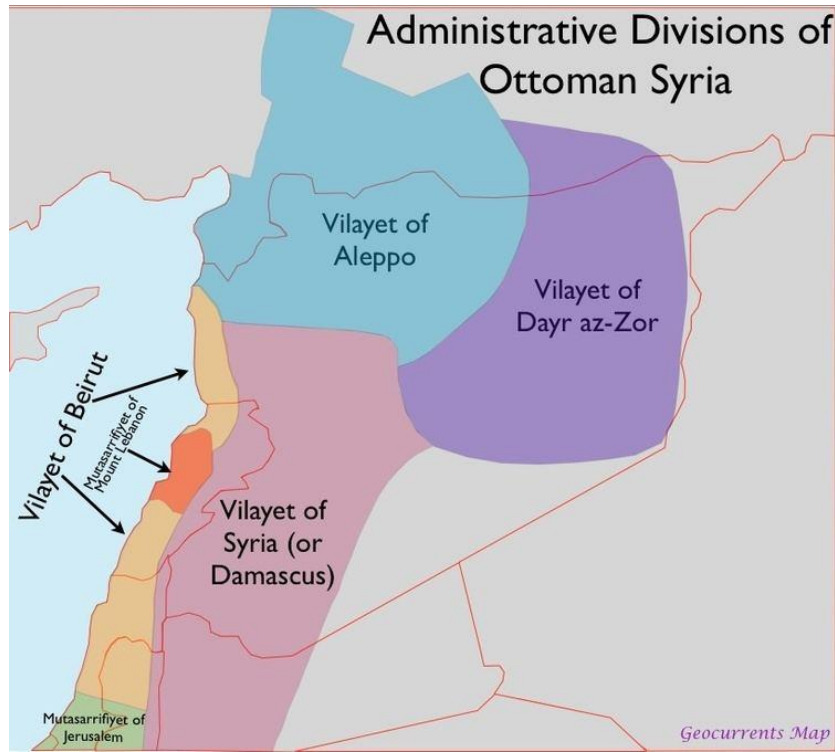 Administrative Divisions of
Ottoman Syria
Vilayet of
Aleppo
Vilayet of
Dayr az-Zor
Vilayet of Beirut
Mutasarrifiyet of
Mount Lebanon
Vilayet of
Syria (or
Damascus)
Mutasarrifiyet of
Jerusalem
Geocurrents Map